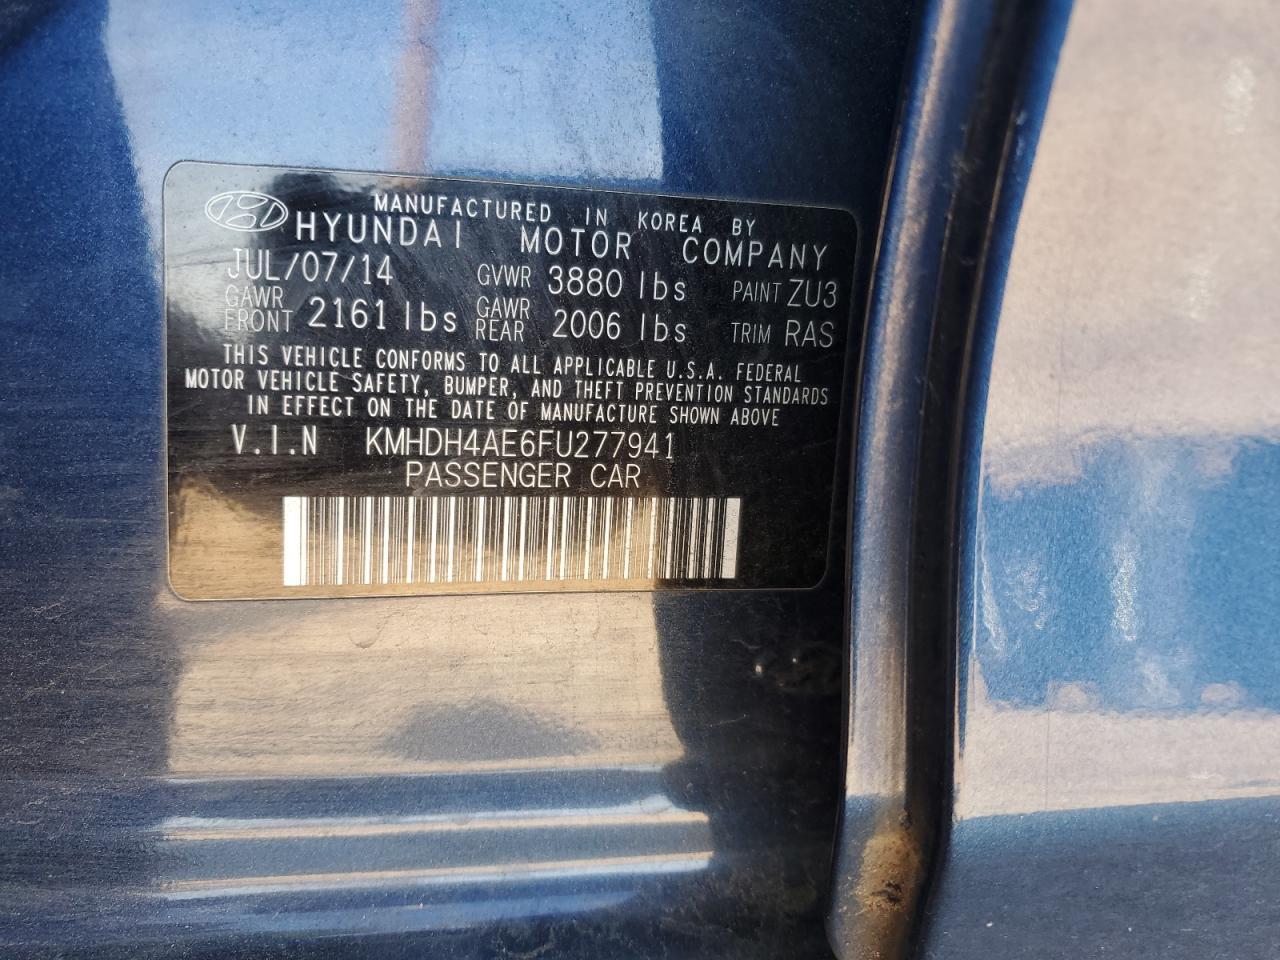 MANUFACTURED IN KOREA BY
HYUNDAI MOTOR COMPANY
JUL/07/14 GVWR 3880 lbs PAINT ZU3
GAWR FRONT 2161 lbs GAWR REAR 2006 lbs TRIM RAS
THIS VEHICLE CONFORMS TO ALL APPLICABLE U.S.A. FEDERAL
MOTOR VEHICLE SAFETY, BUMPER, AND THEFT PREVENTION STANDARDS
IN EFFECT ON THE DATE OF MANUFACTURE SHOWN ABOVE
V.I.N KMHDH4AE6FU277941
PASSENGER CAR